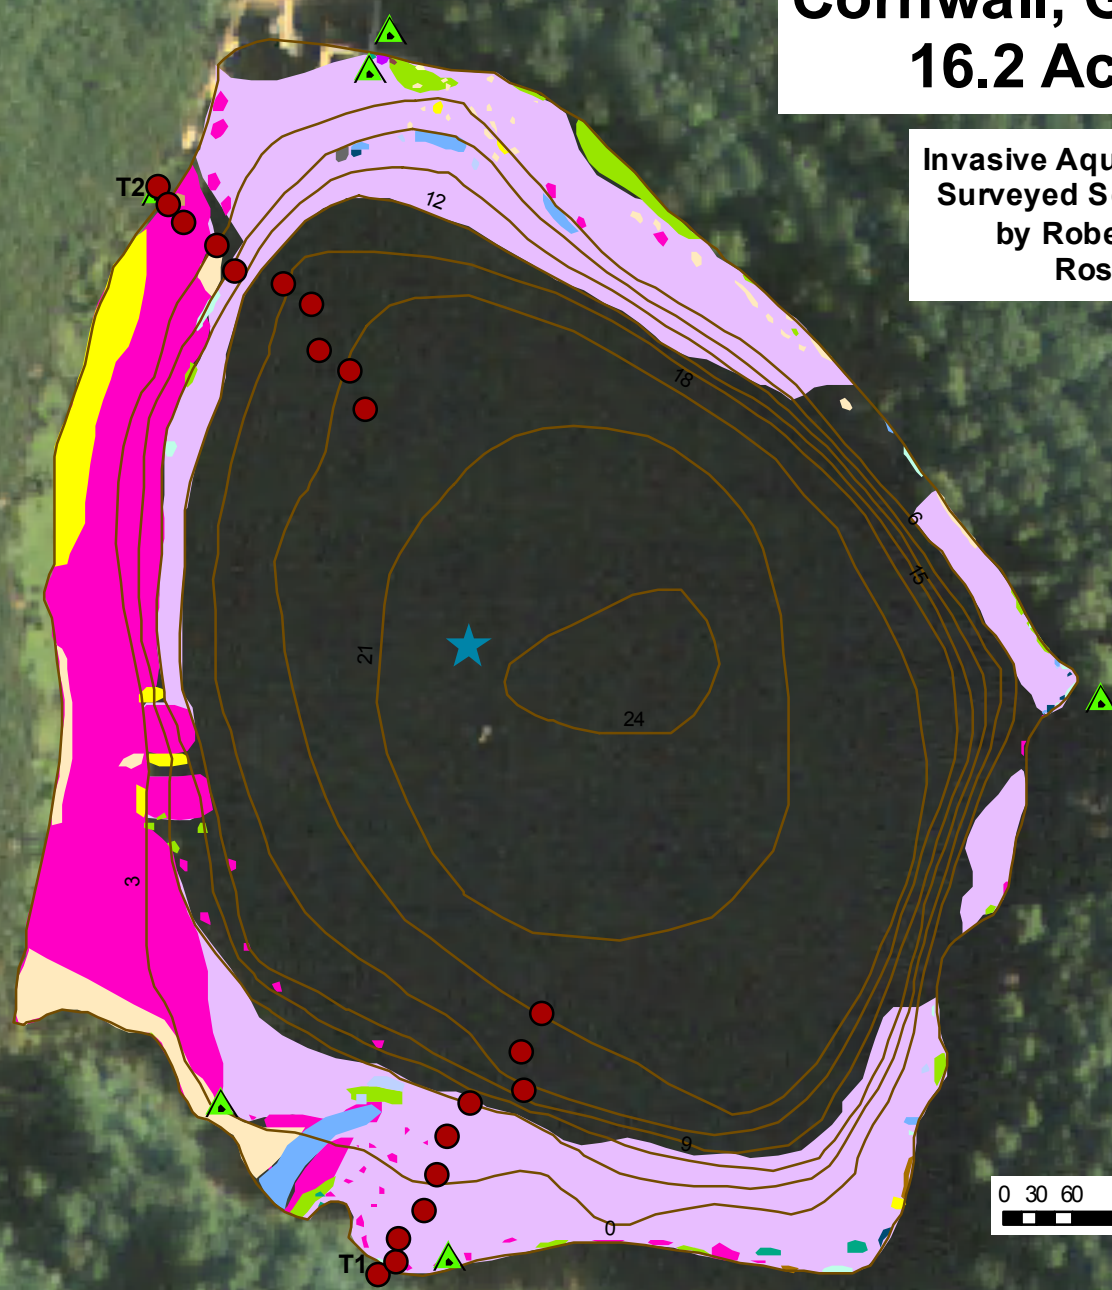 Cornwall,
16.2 Ac
Invasive Aqu
Surveyed S
by Robe
Ros
T2
12
18
6
15
21
24
3
9
0 30 60
0
T1